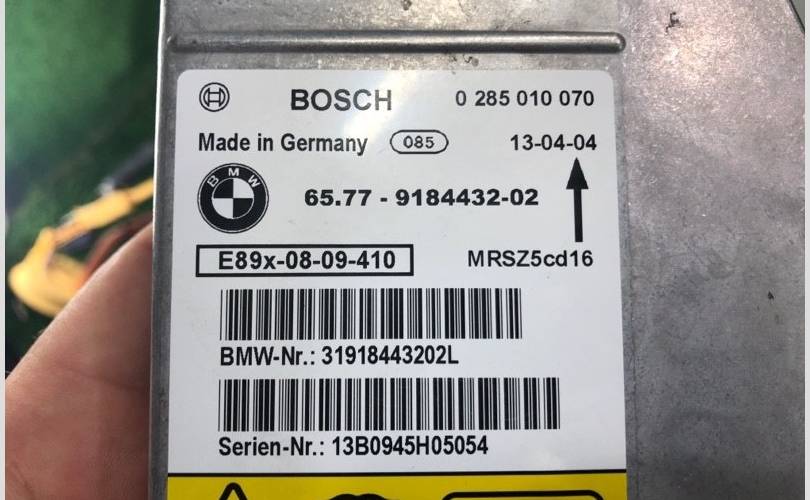 BOSCH 0 285 010 070
Made in Germany 085 13-04-04
BMW 65.77 - 9184432-02
E89x-08-09-410 MRSZ5cd16
BMW-Nr.: 31918443202L
Serien-Nr.: 13B0945H05054